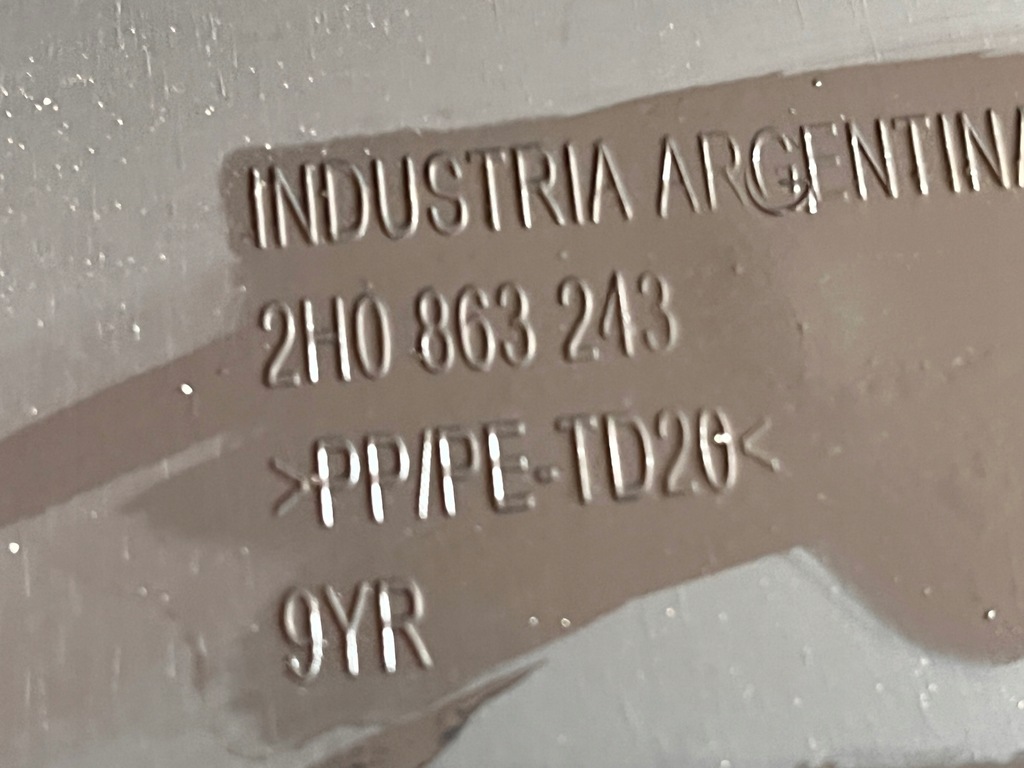 INDUSTRIA ARGENTINA
2H0 863 243
>PP/PE-TD20<
9YR